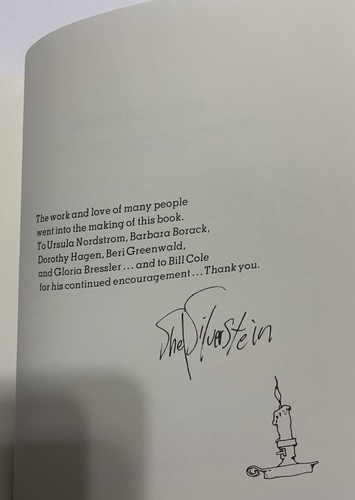 The work and love of many people
went into the making of this book.
To Ursula Nordstrom, Barbara Borack,
Dorothy Hagen, Beri Greenwald,
and Gloria Bressler ... and to Bill Cole
for his continued encouragement ... Thank you.
Shel Silverstein